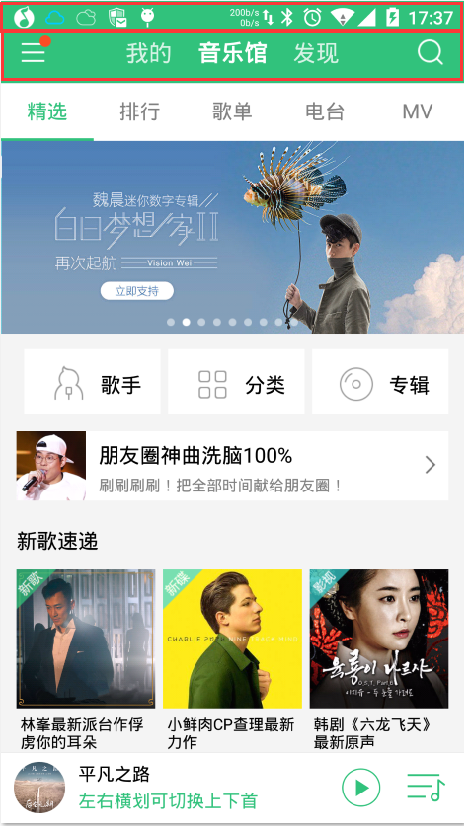 200b/s
0b/s
17:37
我的 音乐馆 发现
精选 排行 歌单 电台 MV
魏晨迷你数字专辑
白日梦想家II
再次起航 Vision Wei
立即支持
歌手 分类 专辑
朋友圈神曲洗脑100%
刷刷刷刷！把全部时间献给朋友圈！
新歌速递
新歌 新碟 影视
CHARLIE PUTH NINE TRACK MIND
육룡이 나르샤
O.S.T. Part.6
林峯最新派台作俘虏你的耳朵
小鲜肉CP查理最新力作
韩剧《六龙飞天》最新原声
平凡之路
左右横划可切换上下首